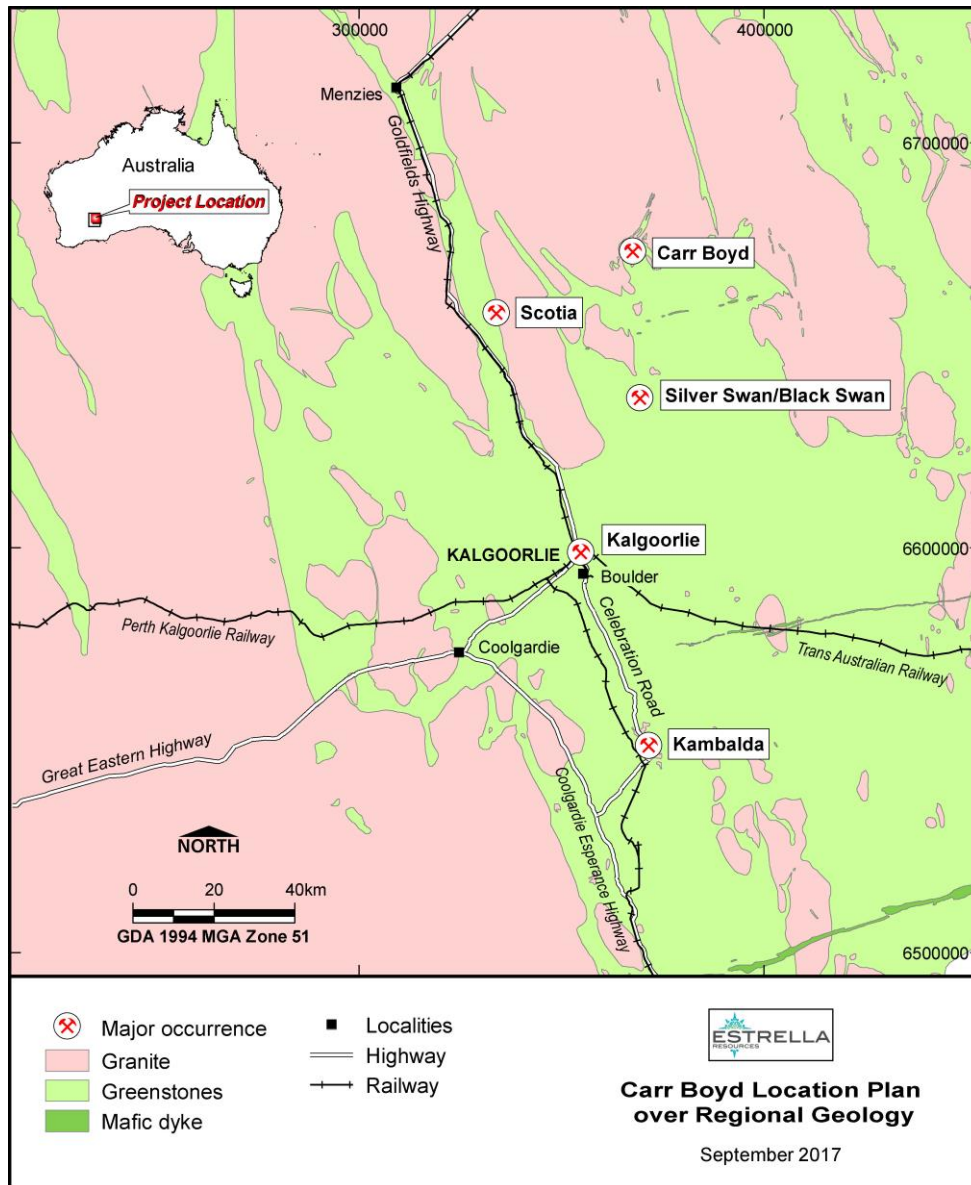 300000
400000
Menzies
Goldfields Highway
6700000
Australia
Project Location
Carr Boyd
Scotia
Silver Swan/Black Swan
Kalgoorlie
KALGOORLIE
6600000
Boulder
Celebration Road
Perth Kalgoorlie Railway
Coolgardie
Trans Australian Railway
Great Eastern Highway
Kambalda
Coolgardie Esperance Highway
NORTH
0 20 40km
GDA 1994 MGA Zone 51
6500000
Major occurrence
Granite
Greenstones
Mafic dyke
Localities
Highway
Railway
ESTRELLA
RESOURCES
Carr Boyd Location Plan
over Regional Geology
September 2017